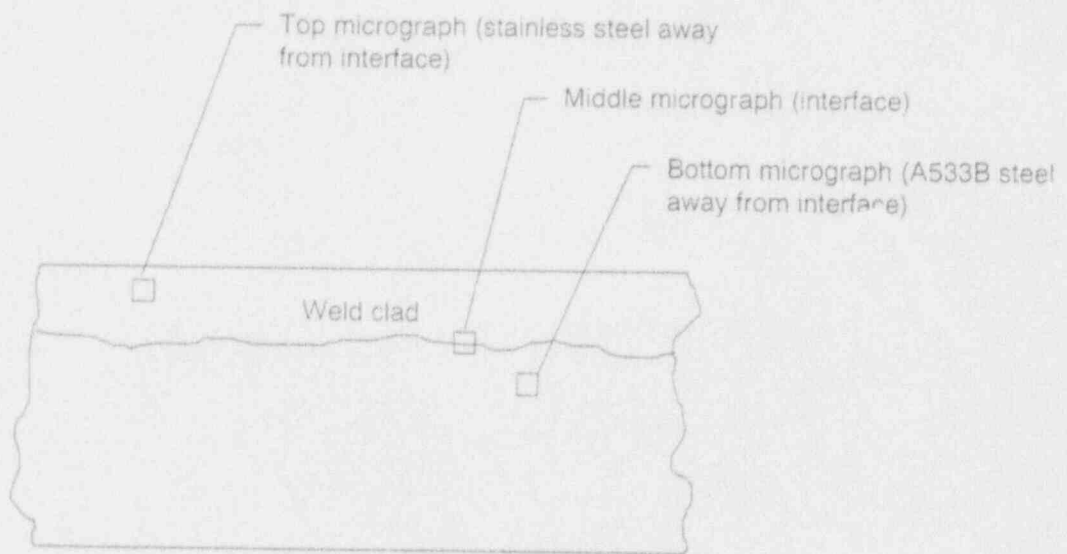 Top micrograph (stainless steel away
from interface)
Middle micrograph (interface)
Bottom micrograph (A533B steel
away from interface)
Weld clad